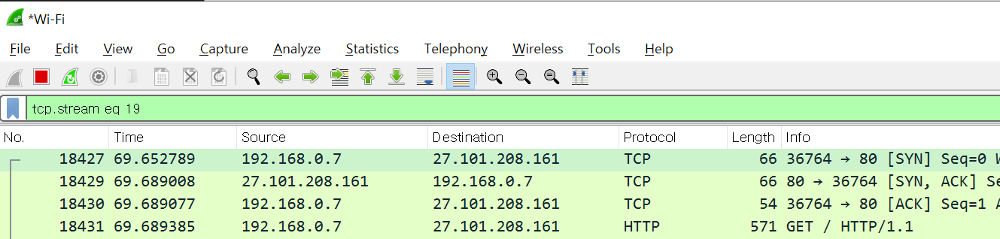 *Wi-Fi
File Edit View Go Capture Analyze Statistics Telephony Wireless Tools Help
tcp.stream eq 19
No. Time Source Destination Protocol Length Info
18427 69.652789 192.168.0.7 27.101.208.161 TCP 66 36764 → 80 [SYN] Seq=0
18429 69.689008 27.101.208.161 192.168.0.7 TCP 66 80 → 36764 [SYN, ACK]
18430 69.689077 192.168.0.7 27.101.208.161 TCP 54 36764 → 80 [ACK] Seq=1
18431 69.689385 192.168.0.7 27.101.208.161 HTTP 571 GET / HTTP/1.1